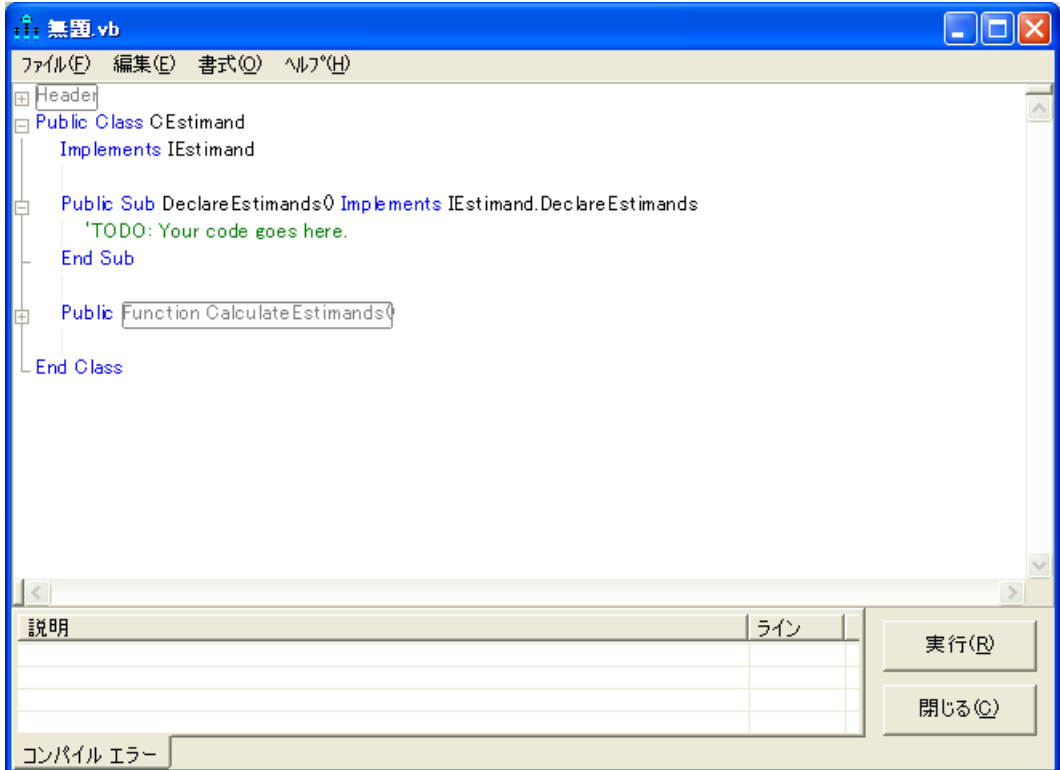 無題.vb
ファイル(F) 編集(E) 書式(O) ヘルプ(H)
Header
Public Class CEstimand
Implements IEstimand
Public Sub DeclareEstimands() Implements IEstimand.DeclareEstimands
'TODO: Your code goes here.
End Sub
Public Function CalculateEstimands()
End Class
説明 ライン
実行(R)
閉じる(C)
コンパイル エラー